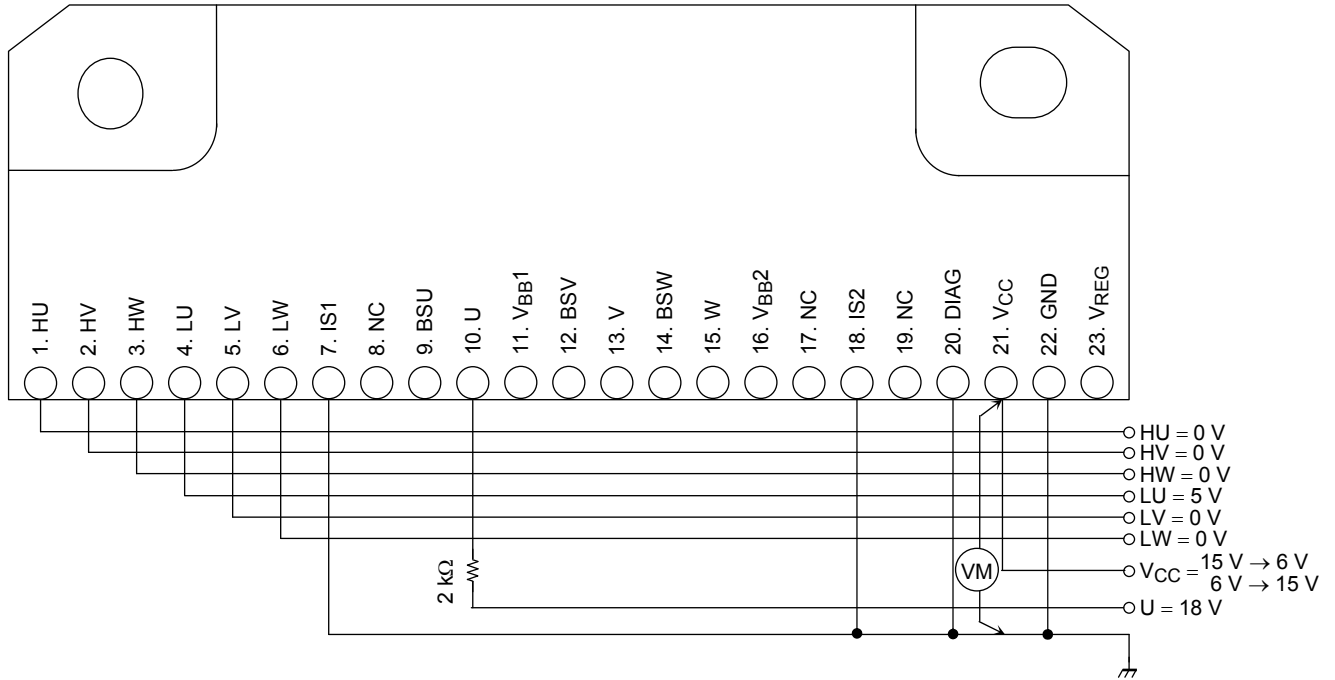 1. HU
2. HV
3. HW
4. LU
5. LV
6. LW
7. IS1
8. NC
9. BSU
10. U
11. VBB1
12. BSV
13. V
14. BSW
15. W
16. VBB2
17. NC
18. IS2
19. NC
20. DIAG
21. VCC
22. GND
23. VREG
HU = 0 V
HV = 0 V
HW = 0 V
LU = 5 V
LV = 0 V
LW = 0 V
2 kΩ
VM
VCC = 15 V → 6 V
6 V → 15 V
U = 18 V